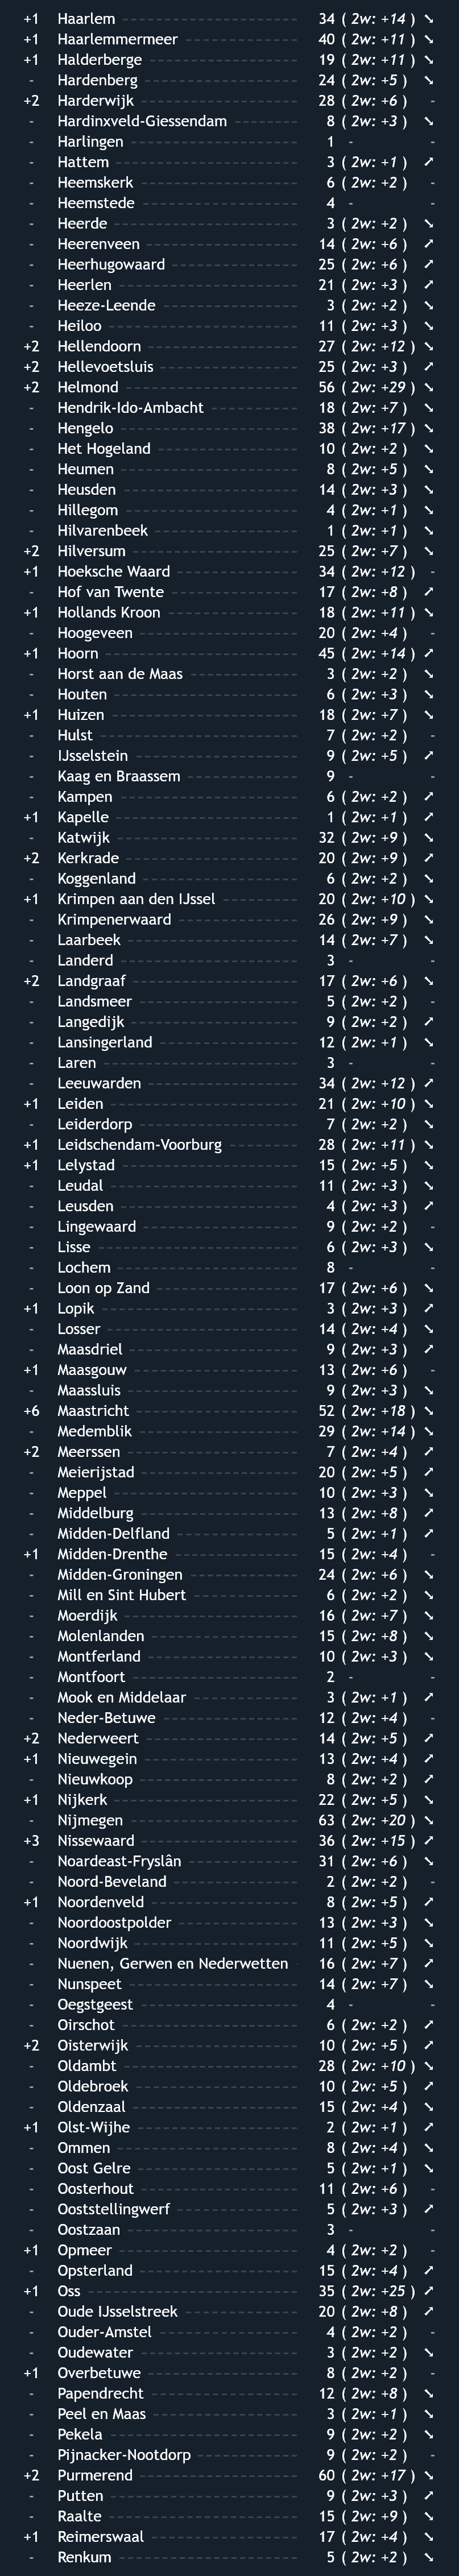 +1 Haarlem 34 ( 2w: +14 ) ↘
+1 Haarlemmermeer 40 ( 2w: +11 ) ↘
+1 Halderberge 19 ( 2w: +11 ) ↘
- Hardenberg 24 ( 2w: +5 ) ↘
+2 Harderwijk 28 ( 2w: +6 ) -
- Hardinxveld-Giessendam 8 ( 2w: +3 ) ↘
- Harlingen 1 - -
- Hattem 3 ( 2w: +1 ) ↗
- Heemskerk 6 ( 2w: +2 ) -
- Heemstede 4 - -
- Heerde 3 ( 2w: +2 ) ↘
- Heerenveen 14 ( 2w: +6 ) ↗
- Heerhugowaard 25 ( 2w: +6 ) ↗
- Heerlen 21 ( 2w: +3 ) ↗
- Heeze-Leende 3 ( 2w: +2 ) ↘
- Heiloo 11 ( 2w: +3 ) ↘
+2 Hellendoorn 27 ( 2w: +12 ) ↘
+2 Hellevoetsluis 25 ( 2w: +3 ) ↗
+2 Helmond 56 ( 2w: +29 ) ↘
- Hendrik-Ido-Ambacht 18 ( 2w: +7 ) ↘
- Hengelo 38 ( 2w: +17 ) ↘
- Het Hogeland 10 ( 2w: +2 ) ↘
- Heumen 8 ( 2w: +5 ) ↘
- Heusden 14 ( 2w: +3 ) ↘
- Hillegom 4 ( 2w: +1 ) ↘
- Hilvarenbeek 1 ( 2w: +1 ) ↘
+2 Hilversum 25 ( 2w: +7 ) ↘
+1 Hoeksche Waard 34 ( 2w: +12 ) -
- Hof van Twente 17 ( 2w: +8 ) ↗
+1 Hollands Kroon 18 ( 2w: +11 ) ↘
- Hoogeveen 20 ( 2w: +4 ) -
+1 Hoorn 45 ( 2w: +14 ) ↗
- Horst aan de Maas 3 ( 2w: +2 ) ↘
- Houten 6 ( 2w: +3 ) ↘
+1 Huizen 18 ( 2w: +7 ) ↘
- Hulst 7 ( 2w: +2 ) -
- IJsselstein 9 ( 2w: +5 ) ↗
- Kaag en Braassem 9 - -
- Kampen 6 ( 2w: +2 ) ↗
+1 Kapelle 1 ( 2w: +1 ) ↗
- Katwijk 32 ( 2w: +9 ) ↘
+2 Kerkrade 20 ( 2w: +9 ) ↗
- Koggenland 6 ( 2w: +2 ) ↘
+1 Krimpen aan den IJssel 20 ( 2w: +10 ) ↘
- Krimpenerwaard 26 ( 2w: +9 ) ↘
- Laarbeek 14 ( 2w: +7 ) ↘
- Landerd 3 - -
+2 Landgraaf 17 ( 2w: +6 ) ↘
- Landsmeer 5 ( 2w: +2 ) -
- Langedijk 9 ( 2w: +2 ) ↗
- Lansingerland 12 ( 2w: +1 ) ↘
- Laren 3 - -
- Leeuwarden 34 ( 2w: +12 ) ↗
+1 Leiden 21 ( 2w: +10 ) ↘
- Leiderdorp 7 ( 2w: +2 ) ↘
+1 Leidschendam-Voorburg 28 ( 2w: +11 ) ↘
+1 Lelystad 15 ( 2w: +5 ) ↘
- Leudal 11 ( 2w: +3 ) ↘
- Leusden 4 ( 2w: +3 ) ↗
- Lingewaard 9 ( 2w: +2 ) -
- Lisse 6 ( 2w: +3 ) ↘
- Lochem 8 - -
- Loon op Zand 17 ( 2w: +6 ) ↘
+1 Lopik 3 ( 2w: +3 ) ↗
- Losser 14 ( 2w: +4 ) ↘
- Maasdriel 9 ( 2w: +3 ) ↗
+1 Maasgouw 13 ( 2w: +6 ) -
- Maassluis 9 ( 2w: +3 ) ↘
+6 Maastricht 52 ( 2w: +18 ) ↘
- Medemblik 29 ( 2w: +14 ) ↘
+2 Meerssen 7 ( 2w: +4 ) ↗
- Meierijstad 20 ( 2w: +5 ) ↗
- Meppel 10 ( 2w: +3 ) ↘
- Middelburg 13 ( 2w: +8 ) ↗
- Midden-Delfland 5 ( 2w: +1 ) ↗
+1 Midden-Drenthe 15 ( 2w: +4 ) -
- Midden-Groningen 24 ( 2w: +6 ) ↘
- Mill en Sint Hubert 6 ( 2w: +2 ) ↘
- Moerdijk 16 ( 2w: +7 ) ↘
- Molenlanden 15 ( 2w: +8 ) ↘
- Montferland 10 ( 2w: +3 ) ↘
- Montfoort 2 - -
- Mook en Middelaar 3 ( 2w: +1 ) ↗
- Neder-Betuwe 12 ( 2w: +4 ) -
+2 Nederweert 14 ( 2w: +5 ) ↗
+1 Nieuwegein 13 ( 2w: +4 ) ↗
- Nieuwkoop 8 ( 2w: +2 ) ↗
+1 Nijkerk 22 ( 2w: +5 ) ↘
- Nijmegen 63 ( 2w: +20 ) ↘
+3 Nissewaard 36 ( 2w: +15 ) ↗
- Noardeast-Fryslân 31 ( 2w: +6 ) ↘
- Noord-Beveland 2 ( 2w: +2 ) -
+1 Noordenveld 8 ( 2w: +5 ) ↗
- Noordoostpolder 13 ( 2w: +3 ) ↘
- Noordwijk 11 ( 2w: +5 ) ↘
- Nuenen, Gerwen en Nederwetten 16 ( 2w: +7 ) ↗
- Nunspeet 14 ( 2w: +7 ) ↘
- Oegstgeest 4 - -
- Oirschot 6 ( 2w: +2 ) ↗
+2 Oisterwijk 10 ( 2w: +5 ) ↗
- Oldambt 28 ( 2w: +10 ) ↘
- Oldebroek 10 ( 2w: +5 ) ↗
- Oldenzaal 15 ( 2w: +4 ) ↘
+1 Olst-Wijhe 2 ( 2w: +1 ) ↗
- Ommen 8 ( 2w: +4 ) ↘
- Oost Gelre 5 ( 2w: +1 ) ↘
- Oosterhout 11 ( 2w: +6 ) -
- Ooststellingwerf 5 ( 2w: +3 ) ↗
- Oostzaan 3 - -
+1 Opmeer 4 ( 2w: +2 ) -
- Opsterland 15 ( 2w: +4 ) ↗
+1 Oss 35 ( 2w: +25 ) ↗
- Oude IJsselstreek 20 ( 2w: +8 ) ↗
- Ouder-Amstel 4 ( 2w: +2 ) -
- Oudewater 3 ( 2w: +2 ) ↘
+1 Overbetuwe 8 ( 2w: +2 ) -
- Papendrecht 12 ( 2w: +8 ) ↘
- Peel en Maas 3 ( 2w: +1 ) ↘
- Pekela 9 ( 2w: +2 ) ↘
- Pijnacker-Nootdorp 9 ( 2w: +2 ) -
+2 Purmerend 60 ( 2w: +17 ) ↘
- Putten 9 ( 2w: +3 ) ↗
- Raalte 15 ( 2w: +9 ) ↘
+1 Reimerswaal 17 ( 2w: +4 ) ↘
- Renkum 5 ( 2w: +2 ) ↘